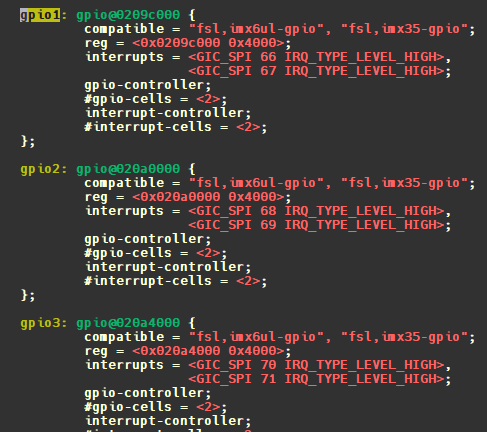 gpio1: gpio@0209c000 {
compatible = "fsl,imx6ul-gpio", "fsl,imx35-gpio";
reg = <0x0209c000 0x4000>;
interrupts = <GIC_SPI 66 IRQ_TYPE_LEVEL_HIGH>,
<GIC_SPI 67 IRQ_TYPE_LEVEL_HIGH>;
gpio-controller;
#gpio-cells = <2>;
interrupt-controller;
#interrupt-cells = <2>;
};
gpio2: gpio@020a0000 {
compatible = "fsl,imx6ul-gpio", "fsl,imx35-gpio";
reg = <0x020a0000 0x4000>;
interrupts = <GIC_SPI 68 IRQ_TYPE_LEVEL_HIGH>,
<GIC_SPI 69 IRQ_TYPE_LEVEL_HIGH>;
gpio-controller;
#gpio-cells = <2>;
interrupt-controller;
#interrupt-cells = <2>;
};
gpio3: gpio@020a4000 {
compatible = "fsl,imx6ul-gpio", "fsl,imx35-gpio";
reg = <0x020a4000 0x4000>;
interrupts = <GIC_SPI 70 IRQ_TYPE_LEVEL_HIGH>,
<GIC_SPI 71 IRQ_TYPE_LEVEL_HIGH>;
gpio-controller;
#gpio-cells = <2>;
interrupt-controller;